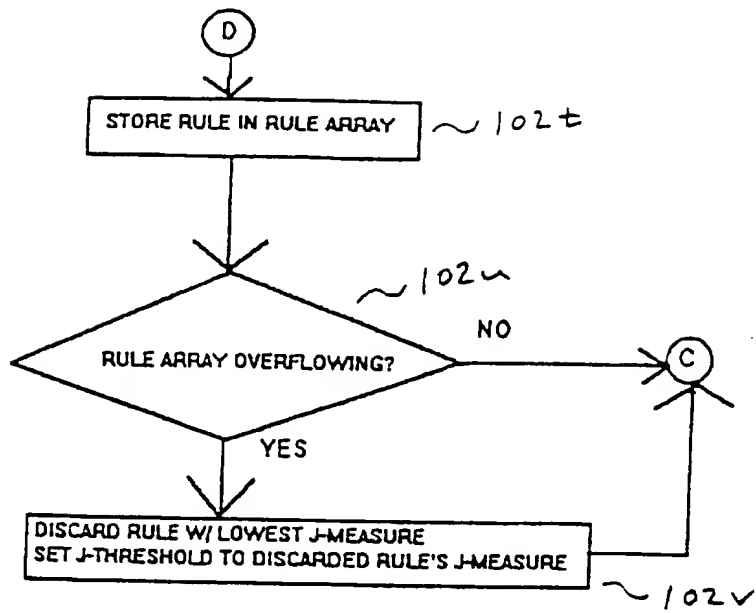 D
STORE RULE IN RULE ARRAY
102t
102u
NO
RULE ARRAY OVERFLOWING?
C
YES
DISCARD RULE W/ LOWEST J-MEASURE
SET J-THRESHOLD TO DISCARDED RULE'S J-MEASURE
102v